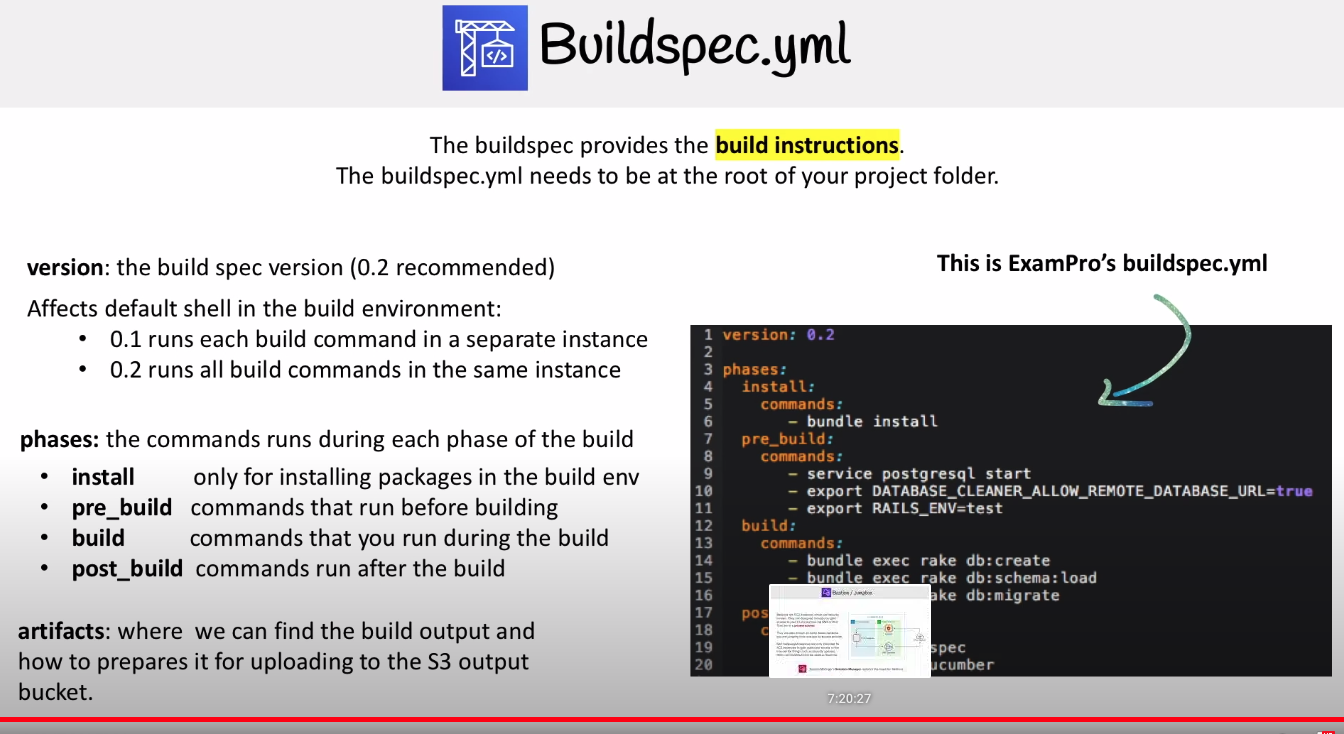 Buildspec.yml
The buildspec provides the build instructions.
The buildspec.yml needs to be at the root of your project folder.
version: the build spec version (0.2 recommended)
Affects default shell in the build environment:
• 0.1 runs each build command in a separate instance
• 0.2 runs all build commands in the same instance
phases: the commands runs during each phase of the build
• install only for installing packages in the build env
• pre_build commands that run before building
• build commands that you run during the build
• post_build commands run after the build
artifacts: where we can find the build output and
how to prepares it for uploading to the S3 output
bucket.
This is ExamPro's buildspec.yml
1 version: 0.2
2
3 phases:
4 install:
5 commands:
6 - bundle install
7 pre_build:
8 commands:
9 - service postgresql start
10 - export DATABASE_CLEANER_ALLOW_REMOTE_DATABASE_URL=true
11 - export RAILS_ENV=test
12 build:
13 commands:
14 - bundle exec rake db:create
15 - bundle exec rake db:schema:load
16 ake db:migrate
17 pos
18 c
19 spec
20 ucumber
7:20:27